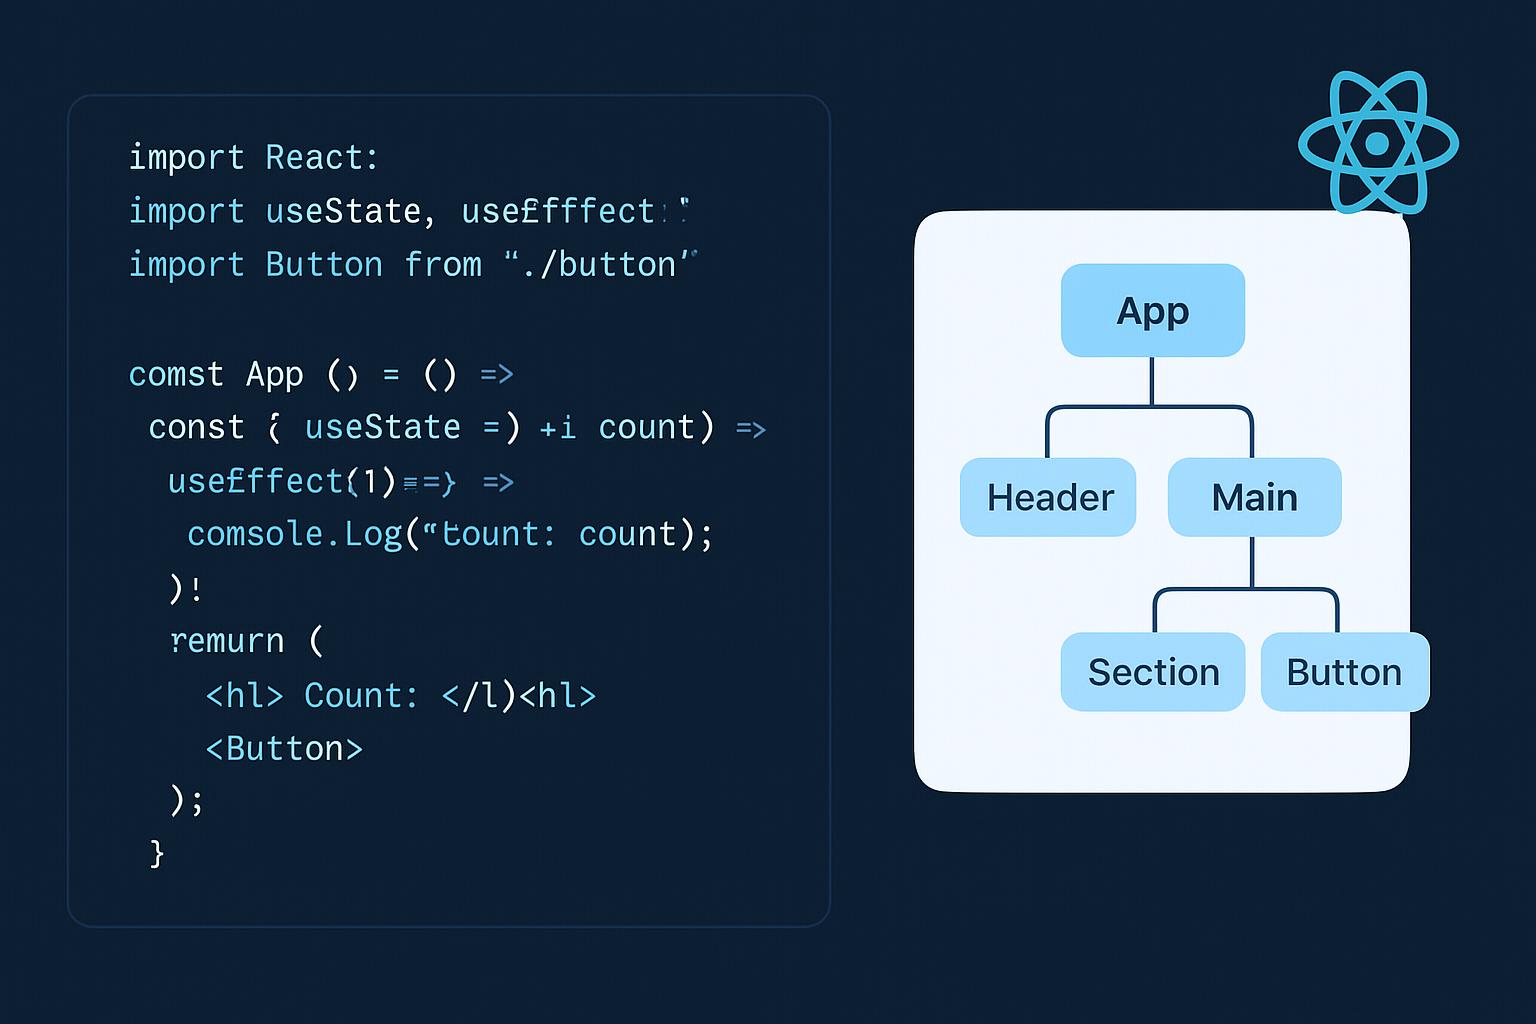 import React:
import useState, use£fffect:"
import Button from “./button’
comst App () = () =>
const { useState =) +i count) =>
use£ffect(1)≡=} =>
comsole.Log(“tount: count);
)!
remurn (
<hl> Count: </l)<hl>
<Button>
);
}
App
Header Main
Section Button